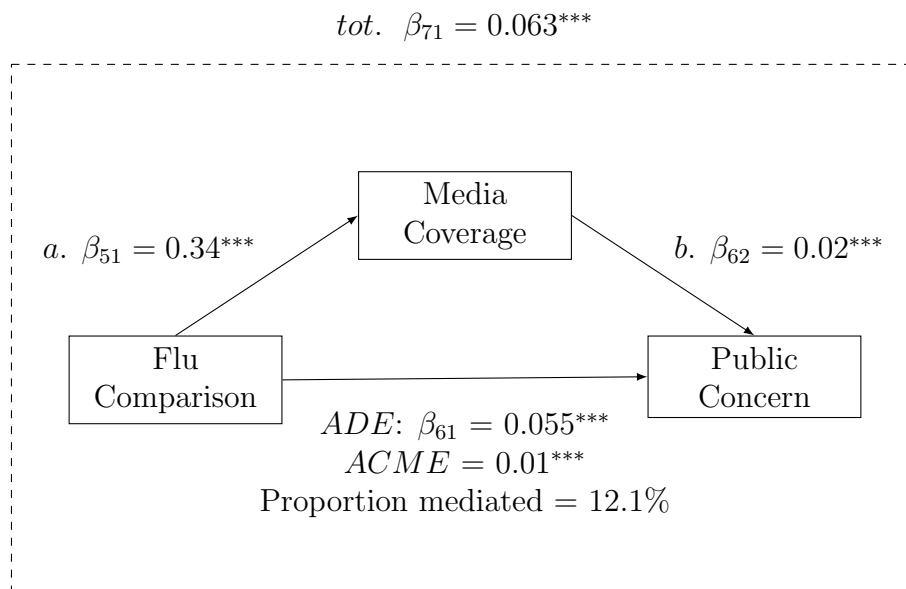 tot. β71 = 0.063***
Media
Coverage
a. β51 = 0.34***
b. β62 = 0.02***
Flu
Comparison
Public
Concern
ADE: β61 = 0.055***
ACME = 0.01***
Proportion mediated = 12.1%